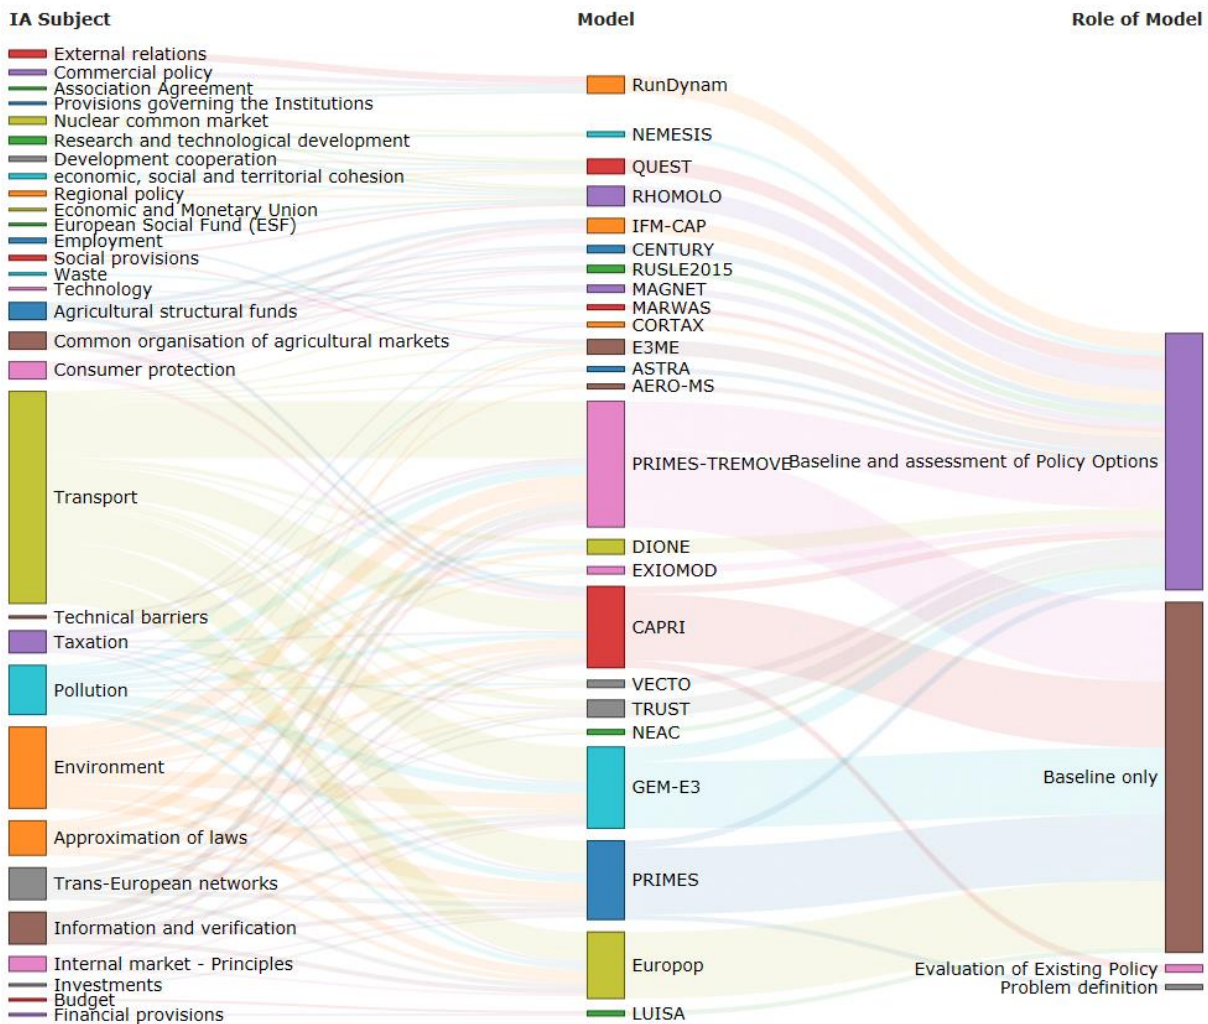 IA Subject
Model
Role of Model
External relations
Commercial policy
Association Agreement
Provisions governing the Institutions
Nuclear common market
Research and technological development
Development cooperation
economic, social and territorial cohesion
Regional policy
Economic and Monetary Union
European Social Fund (ESF)
Employment
Social provisions
Waste
Technology
Agricultural structural funds
Common organisation of agricultural markets
Consumer protection
Transport
Technical barriers
Taxation
Pollution
Environment
Approximation of laws
Trans-European networks
Information and verification
Internal market - Principles
Investments
Budget
Financial provisions
RunDynam
NEMESIS
QUEST
RHOMOLO
IFM-CAP
CENTURY
RUSLE2015
MAGNET
MARWAS
CORTAX
E3ME
ASTRA
AERO-MS
PRIMES-TREMOVE
DIONE
EXIOMOD
CAPRI
VECTO
TRUST
NEAC
GEM-E3
PRIMES
Europop
LUISA
Baseline and assessment of Policy Options
Baseline only
Evaluation of Existing Policy
Problem definition